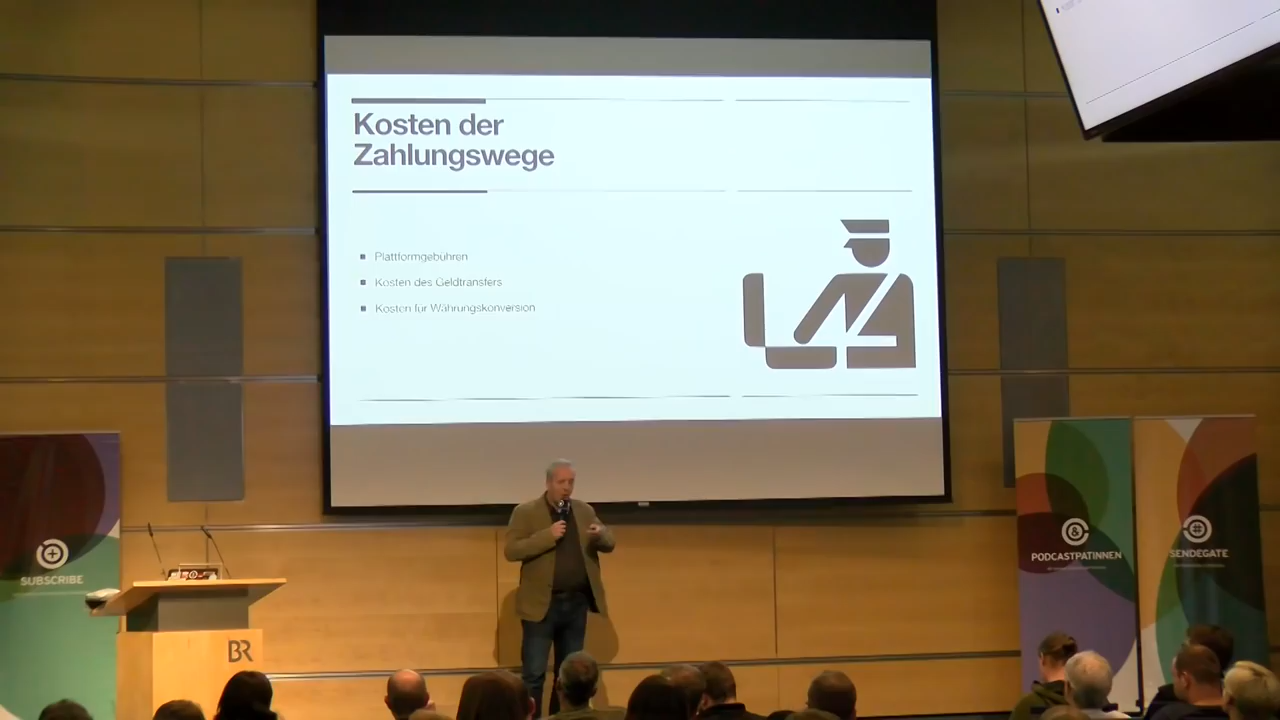 Kosten der
Zahlungswege
Plattformgebühren
Kosten des Geldtransfers
Kosten für Währungskonversion
SUBSCRIBE
BR
PODCASTPATINNEN
SENDEGATE